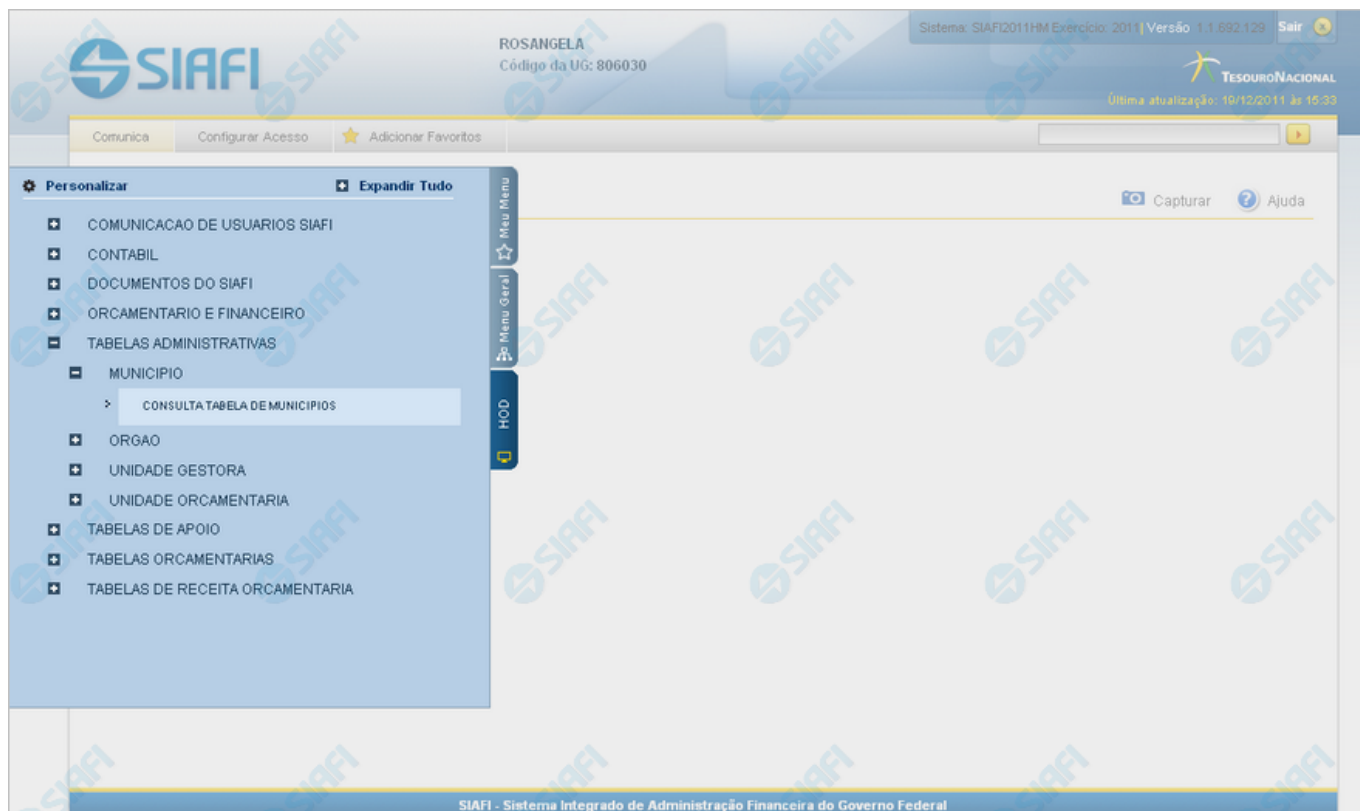 Sistema: SIAFI2011HM Exercício: 2011| Versão 1.1.692.129 Sair
SIAFI
ROSANGELA
Código da UG: 806030
TESOURONACIONAL
Última atualização: 19/12/2011 às 15:33
Comunica Configurar Acesso Adicionar Favoritos
Personalizar Expandir Tudo
Capturar Ajuda
COMUNICACAO DE USUARIOS SIAFI
CONTABIL
DOCUMENTOS DO SIAFI
ORCAMENTARIO E FINANCEIRO
TABELAS ADMINISTRATIVAS
MUNICIPIO
CONSULTA TABELA DE MUNICIPIOS
ORGAO
UNIDADE GESTORA
UNIDADE ORCAMENTARIA
TABELAS DE APOIO
TABELAS ORCAMENTARIAS
TABELAS DE RECEITA ORCAMENTARIA
Meu Menu
Menu Geral
HOD
SIAFI - Sistema Integrado de Administração Financeira do Governo Federal